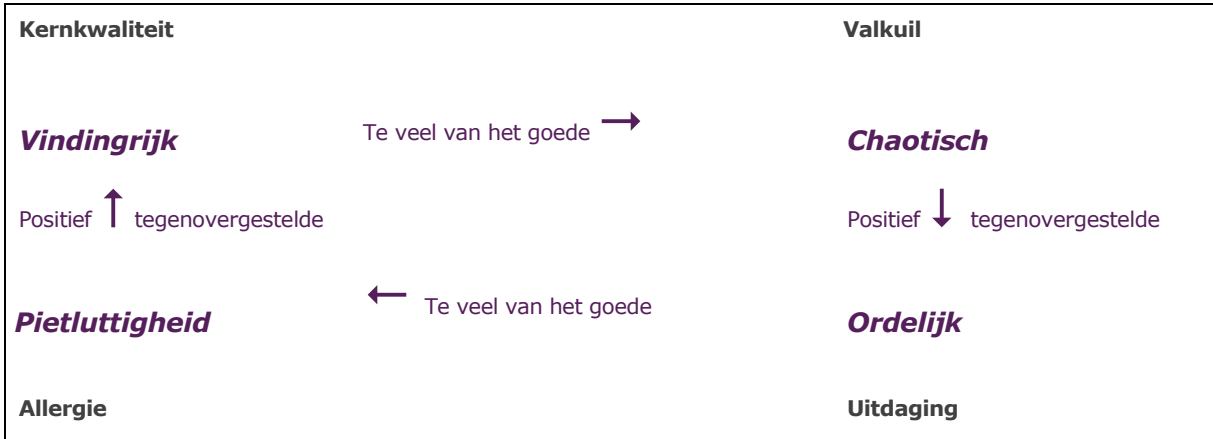 Kernkwaliteit Valkuil
Vindingrijk Te veel van het goede → Chaotisch
Positief ↑ tegenovergestelde Positief ↓ tegenovergestelde
Pietluttigheid ← Te veel van het goede Ordelijk
Allergie Uitdaging